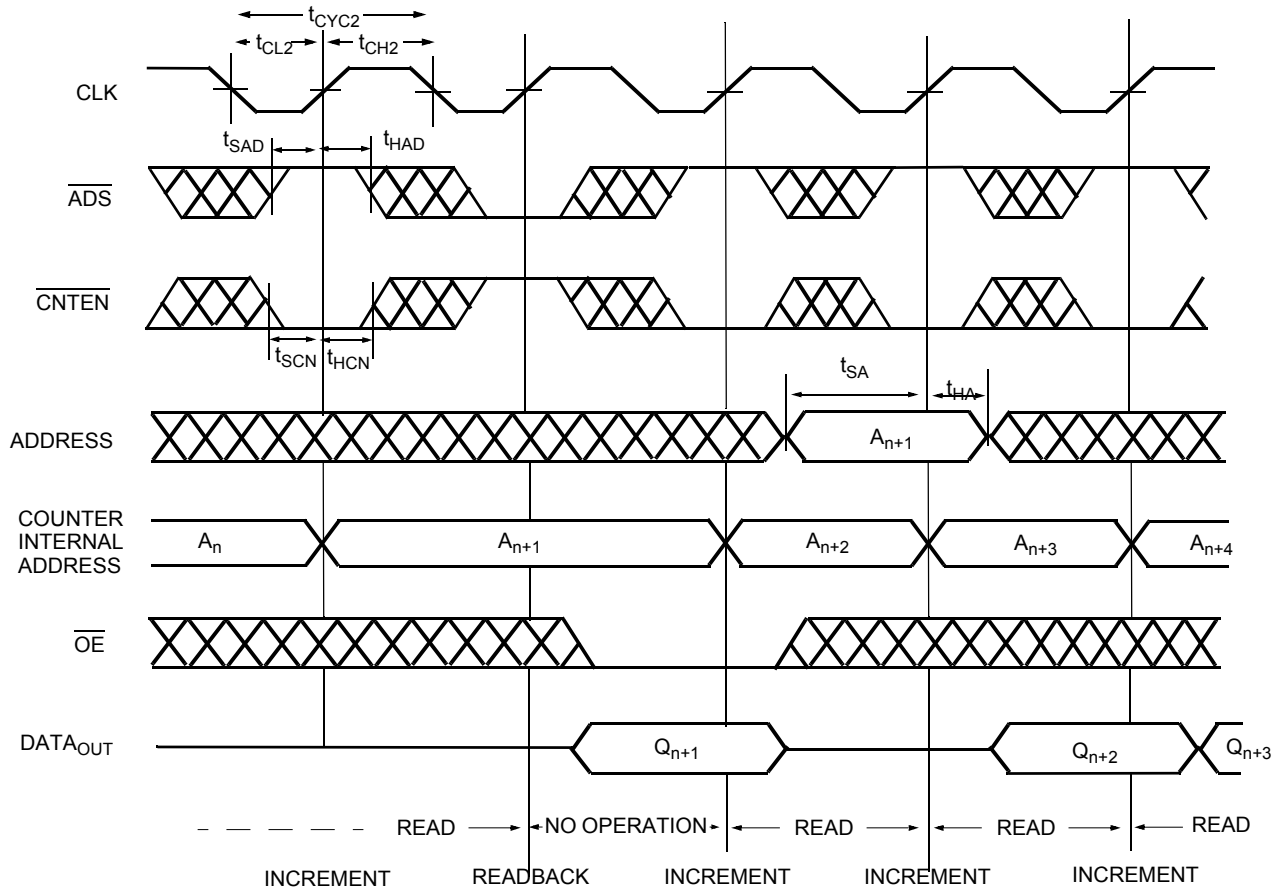 tCYC2
tCL2 tCH2
CLK
tSAD tHAD
ADS
CNTEN
tSCN tHCN
tSA
tHA
ADDRESS An+1
COUNTER
INTERNAL
ADDRESS
An An+1 An+2 An+3 An+4
OE
DATAOUT Qn+1 Qn+2 Qn+3
READ NO OPERATION READ READ READ
INCREMENT READBACK INCREMENT INCREMENT INCREMENT